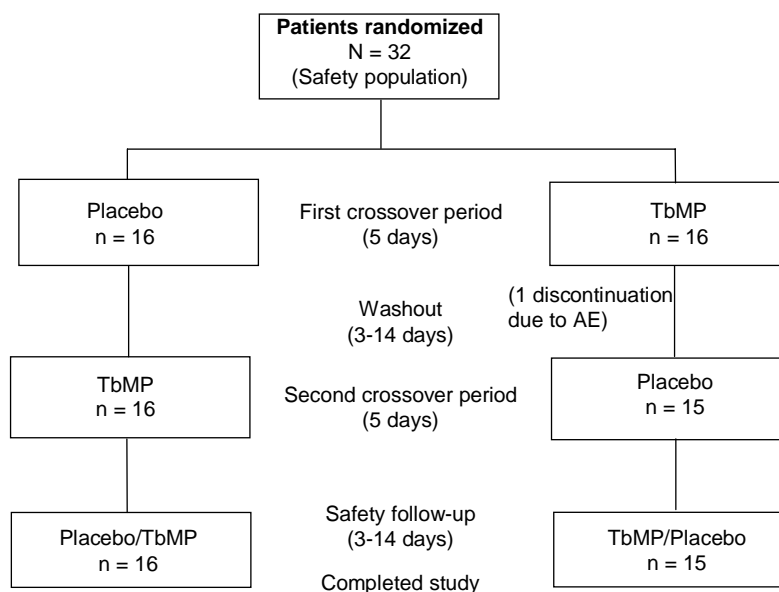 Patients randomized
N = 32
(Safety population)
Placebo
n = 16
First crossover period
(5 days)
TbMP
n = 16
Washout
(3-14 days)
(1 discontinuation
due to AE)
TbMP
n = 16
Second crossover period
(5 days)
Placebo
n = 15
Placebo/TbMP
n = 16
Safety follow-up
(3-14 days)
Completed study
TbMP/Placebo
n = 15